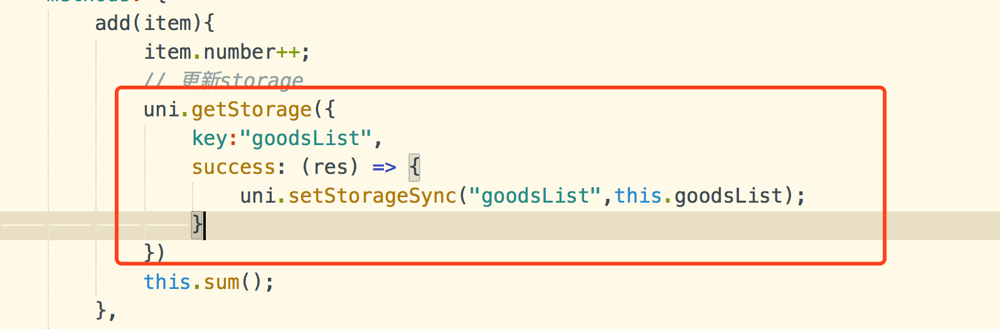 methods: {
add(item){
item.number++;
// 更新storage
uni.getStorage({
key:"goodsList",
success: (res) => {
uni.setStorageSync("goodsList",this.goodsList);
}
})
this.sum();
},